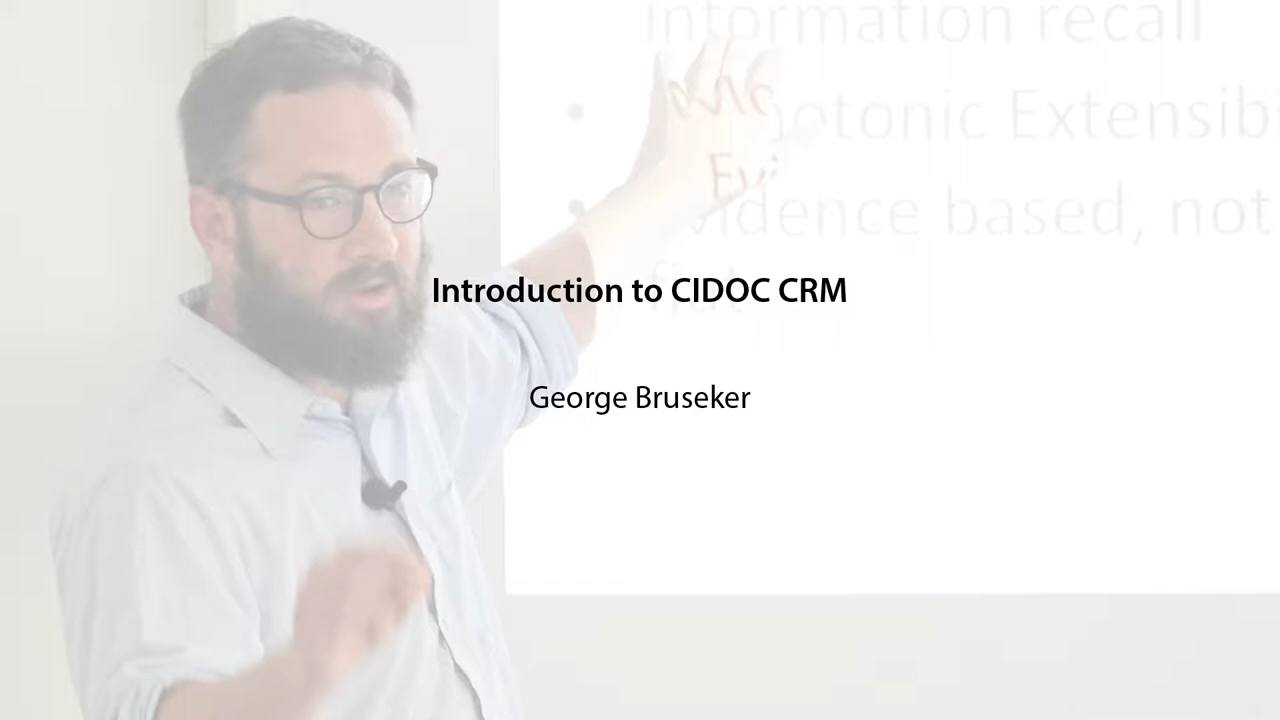 information recall
• Monotonic Extensibi
• Evidence based, not
Introduction to CIDOC CRM
George Bruseker